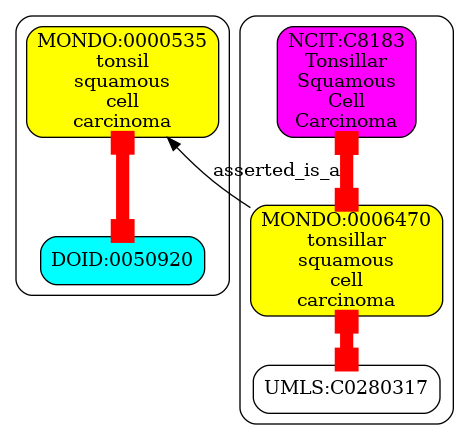 MONDO:0000535
tonsil
squamous
cell
carcinoma
NCIT:C8183
Tonsillar
Squamous
Cell
Carcinoma
asserted_is_a
DOID:0050920
MONDO:0006470
tonsillar
squamous
cell
carcinoma
UMLS:C0280317